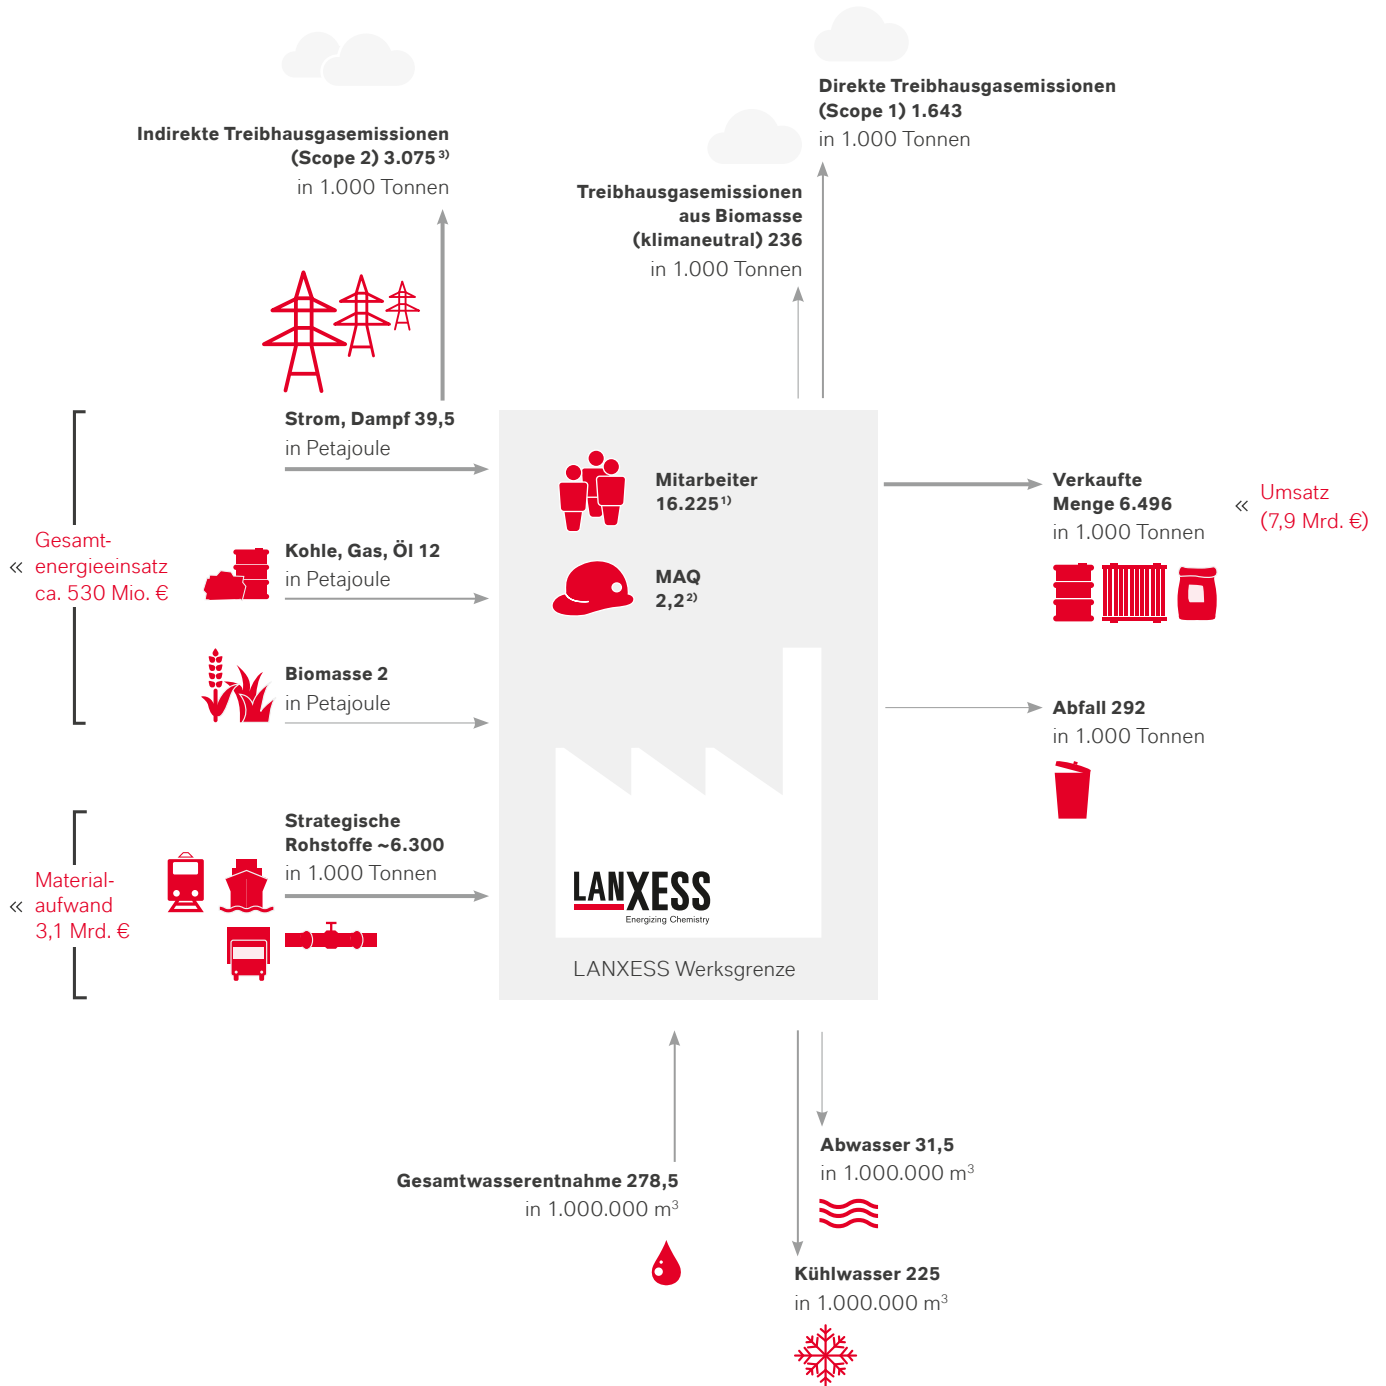 Direkte Treibhausgasemissionen
(Scope 1) 1.643
in 1.000 Tonnen
Indirekte Treibhausgasemissionen
(Scope 2) 3.075³⁾
in 1.000 Tonnen
Treibhausgasemissionen
aus Biomasse
(klimaneutral) 236
in 1.000 Tonnen
Strom, Dampf 39,5
in Petajoule
Mitarbeiter
16.225¹⁾
Verkaufte
Menge 6.496
in 1.000 Tonnen
« Umsatz
(7,9 Mrd. €)
Gesamt-
« energieeinsatz
ca. 530 Mio. €
Kohle, Gas, Öl 12
in Petajoule
MAQ
2,2²⁾
Biomasse 2
in Petajoule
Abfall 292
in 1.000 Tonnen
Strategische
Rohstoffe ~6.300
in 1.000 Tonnen
Material-
« aufwand
3,1 Mrd. €
LANXESS
Energizing Chemistry
LANXESS Werksgrenze
Abwasser 31,5
in 1.000.000 m³
Gesamtwasserentnahme 278,5
in 1.000.000 m³
Kühlwasser 225
in 1.000.000 m³